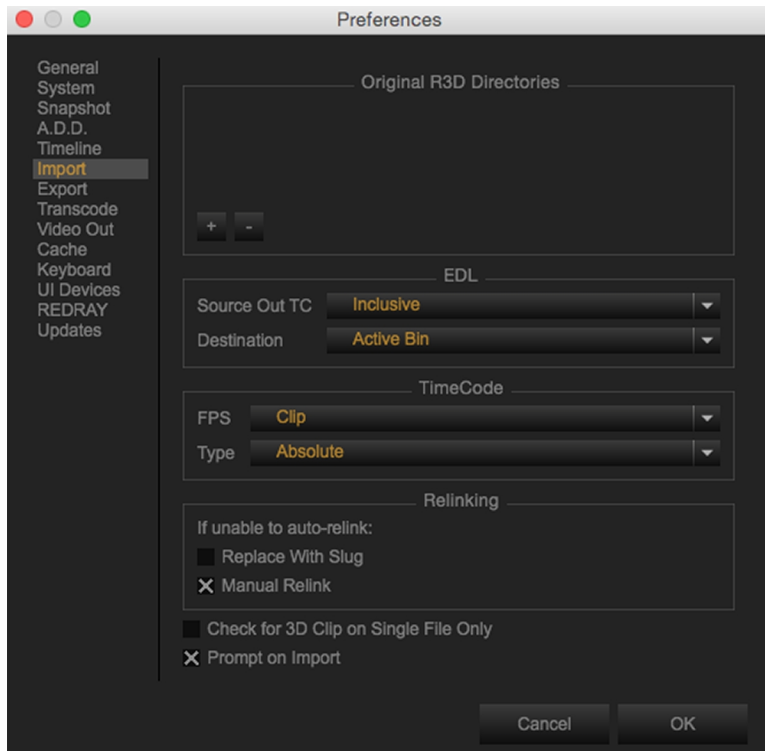 Preferences
General
System
Snapshot
A.D.D.
Timeline
Import
Export
Transcode
Video Out
Cache
Keyboard
UI Devices
REDRAY
Updates
Original R3D Directories
+ -
EDL
Source Out TC Inclusive
Destination Active Bin
TimeCode
FPS Clip
Type Absolute
Relinking
If unable to auto-relink:
Replace With Slug
Manual Relink
Check for 3D Clip on Single File Only
Prompt on Import
Cancel OK